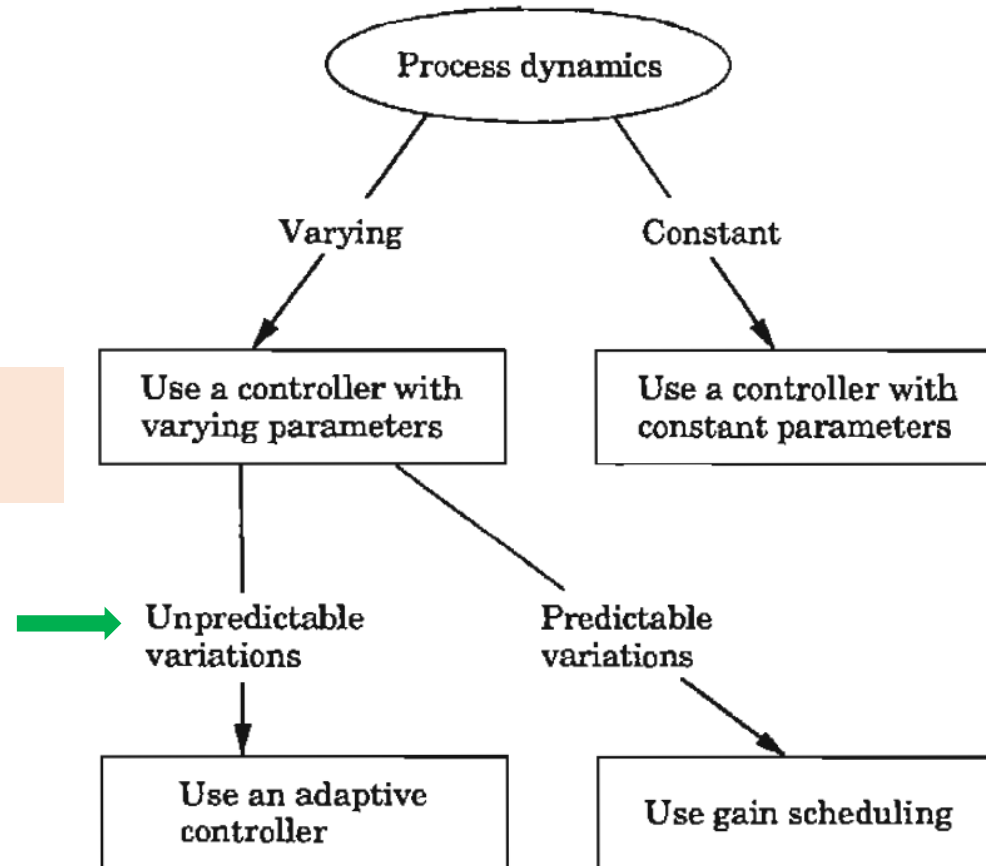 Process dynamics
Varying
Constant
Use a controller with
varying parameters
Use a controller with
constant parameters
Unpredictable
variations
Predictable
variations
Use an adaptive
controller
Use gain scheduling